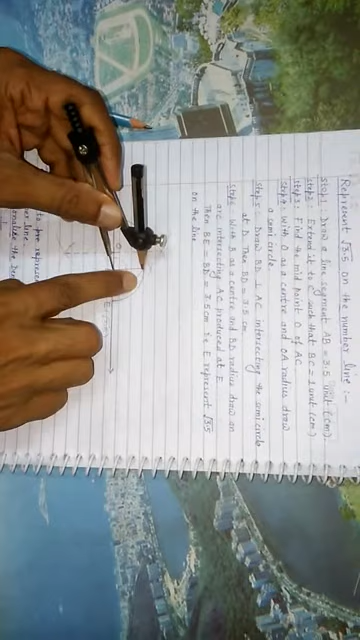 Represent √3.5 on the number line :-
Step1: Draw a line segment AB = 3.5 unit (cm).
Step2: Extend it to C such that BC = 1 unit (cm)
Step3: Find the mid point O of AC
Step4: With O as a centre and OA radius draw
a semi circle
Step5: Draw BD ⊥ AC intersecting the semi circle
at D. Then BD = √3.5 cm
Step6: With B as a centre and BD radius draw an
arc intersecting AC produced at E.
Then BE = BD = √3.5 cm i.e E represent √3.5
on the line